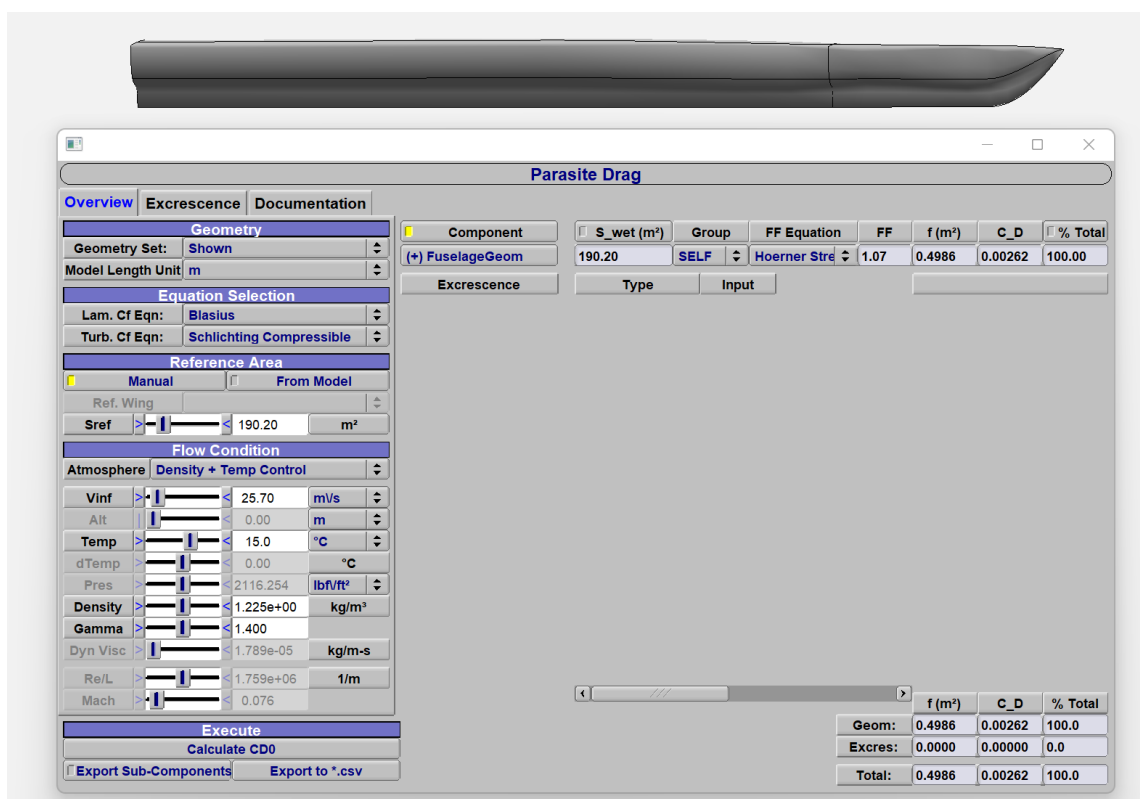 Parasite Drag
Overview Excrescence Documentation
Geometry
Geometry Set: Shown
Model Length Unit m
Equation Selection
Lam. Cf Eqn: Blasius
Turb. Cf Eqn: Schlichting Compressible
Reference Area
Manual From Model
Ref. Wing
Sref > < 190.20 m²
Flow Condition
Atmosphere Density + Temp Control
Vinf > < 25.70 m\/s
Alt | < 0.00 m
Temp > < 15.0 °C
dTemp > < 0.00 °C
Pres > < 2116.254 lbf\/ft²
Density > < 1.225e+00 kg/m³
Gamma > < 1.400
Dyn Visc > < 1.789e-05 kg/m-s
Re/L > < 1.759e+06 1/m
Mach > < 0.076
Execute
Calculate CD0
Export Sub-Components Export to *.csv
Component S_wet (m²) Group FF Equation FF f (m²) C_D % Total
(+) FuselageGeom 190.20 SELF Hoerner Stre 1.07 0.4986 0.00262 100.00
Excrescence Type Input
f (m²) C_D % Total
Geom: 0.4986 0.00262 100.0
Excres: 0.0000 0.00000 0.0
Total: 0.4986 0.00262 100.0